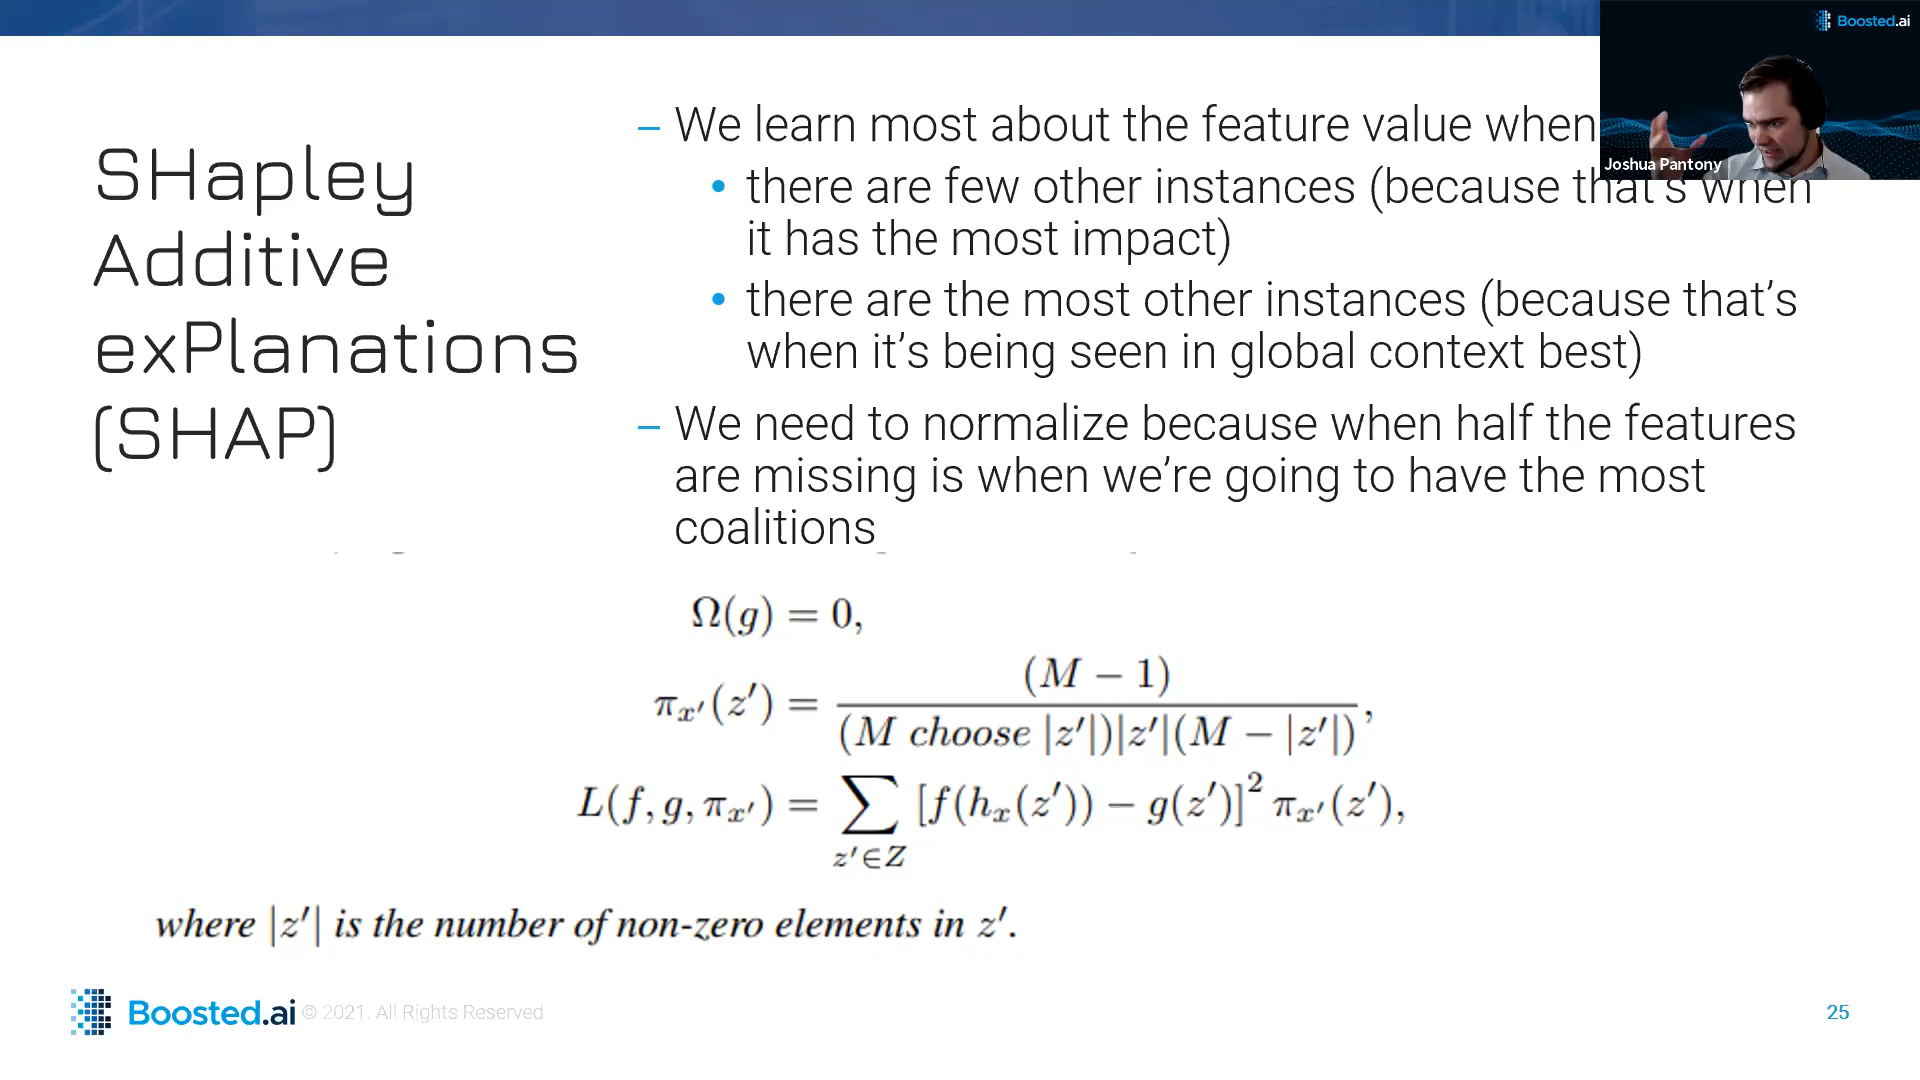 Boosted.ai
Joshua Pantony
SHapley
Additive
exPlanations
(SHAP)
– We learn most about the feature value when
• there are few other instances (because that's when
it has the most impact)
• there are the most other instances (because that's
when it's being seen in global context best)
– We need to normalize because when half the features
are missing is when we're going to have the most
coalitions
Ω(g) = 0,
π_{x′}(z′) = (M − 1) / ((M choose |z′|)|z′|(M − |z′|)),
L(f, g, π_{x′}) = ∑_{z′∈Z} [f(h_x(z′)) − g(z′)]² π_{x′}(z′),
where |z′| is the number of non-zero elements in z′.
Boosted.ai © 2021. All Rights Reserved
25